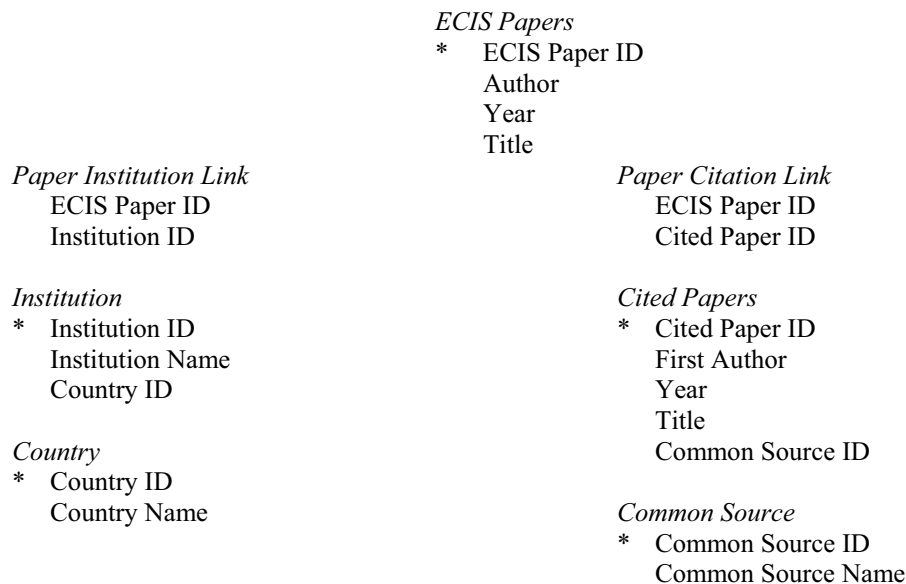 ECIS Papers
* ECIS Paper ID
Author
Year
Title
Paper Institution Link
ECIS Paper ID
Institution ID
Institution
* Institution ID
Institution Name
Country ID
Country
* Country ID
Country Name
Paper Citation Link
ECIS Paper ID
Cited Paper ID
Cited Papers
* Cited Paper ID
First Author
Year
Title
Common Source ID
Common Source
* Common Source ID
Common Source Name